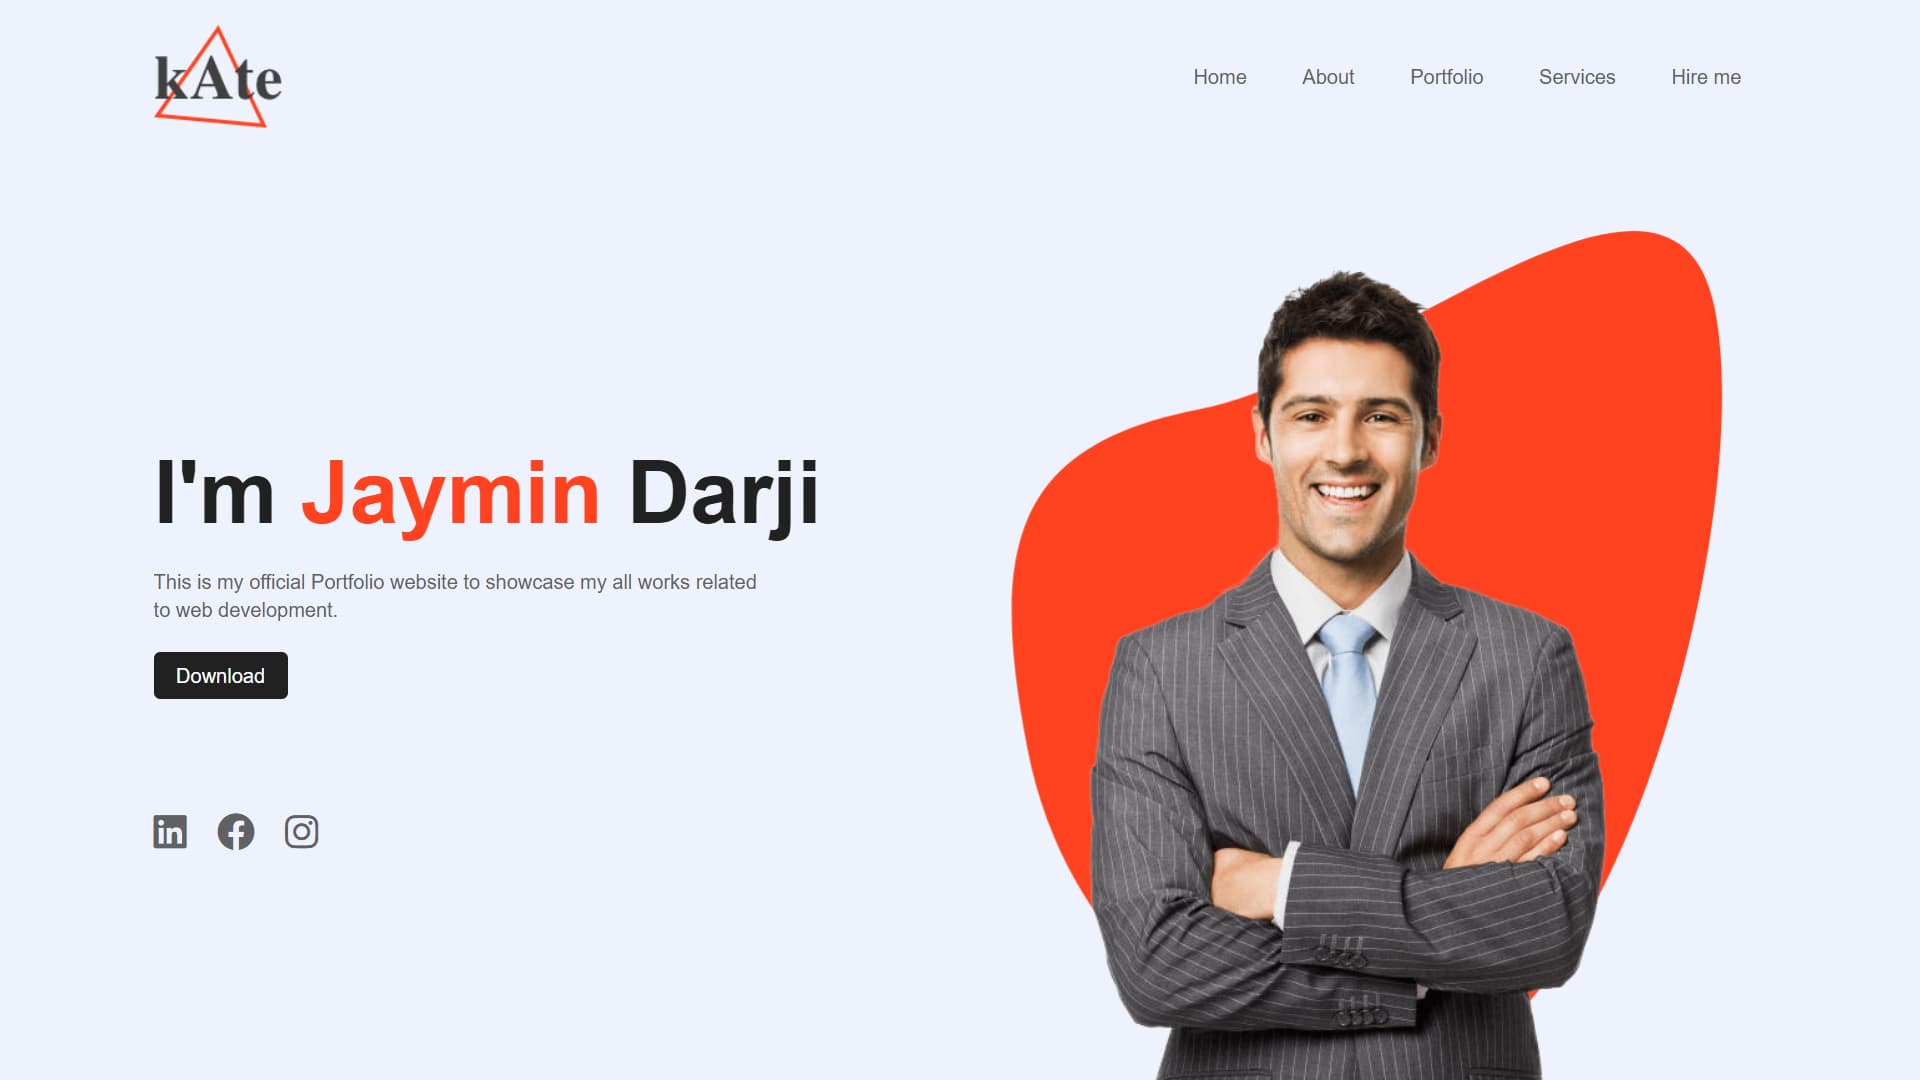 kAte
Home About Portfolio Services Hire me
I'm Jaymin Darji
This is my official Portfolio website to showcase my all works related
to web development.
Download